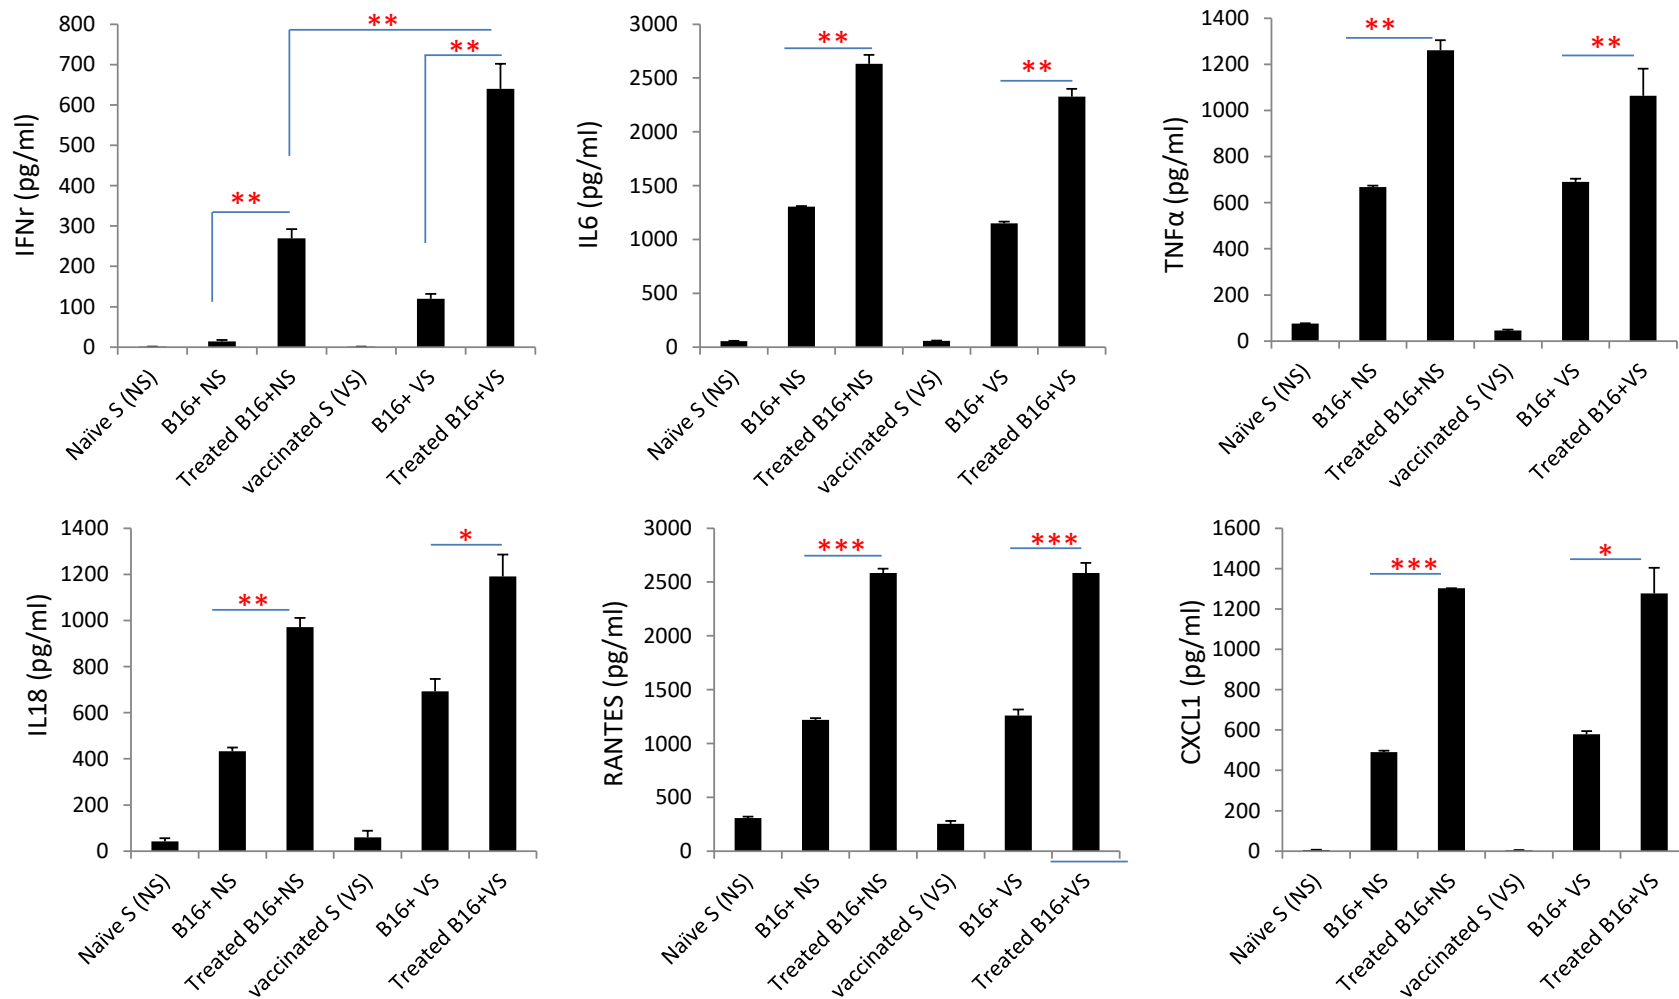 IFNr (pg/ml)
800
700
600
500
400
300
200
100
0
**
**
**
Naïve S (NS)
B16+ NS
Treated B16+NS
vaccinated S (VS)
B16+ VS
Treated B16+VS
IL6 (pg/ml)
3000
2500
2000
1500
1000
500
0
**
**
Naïve S (NS)
B16+ NS
Treated B16+NS
vaccinated S (VS)
B16+ VS
Treated B16+VS
TNFα (pg/ml)
1400
1200
1000
800
600
400
200
0
**
**
Naïve S (NS)
B16+ NS
Treated B16+NS
vaccinated S (VS)
B16+ VS
Treated B16+VS
IL18 (pg/ml)
1400
1200
1000
800
600
400
200
0
**
*
Naïve S (NS)
B16+ NS
Treated B16+NS
vaccinated S (VS)
B16+ VS
Treated B16+VS
RANTES (pg/ml)
3000
2500
2000
1500
1000
500
0
***
***
Naïve S (NS)
B16+ NS
Treated B16+NS
vaccinated S (VS)
B16+ VS
Treated B16+VS
CXCL1 (pg/ml)
1600
1400
1200
1000
800
600
400
200
0
***
*
Naïve S (NS)
B16+ NS
Treated B16+NS
vaccinated S (VS)
B16+ VS
Treated B16+VS